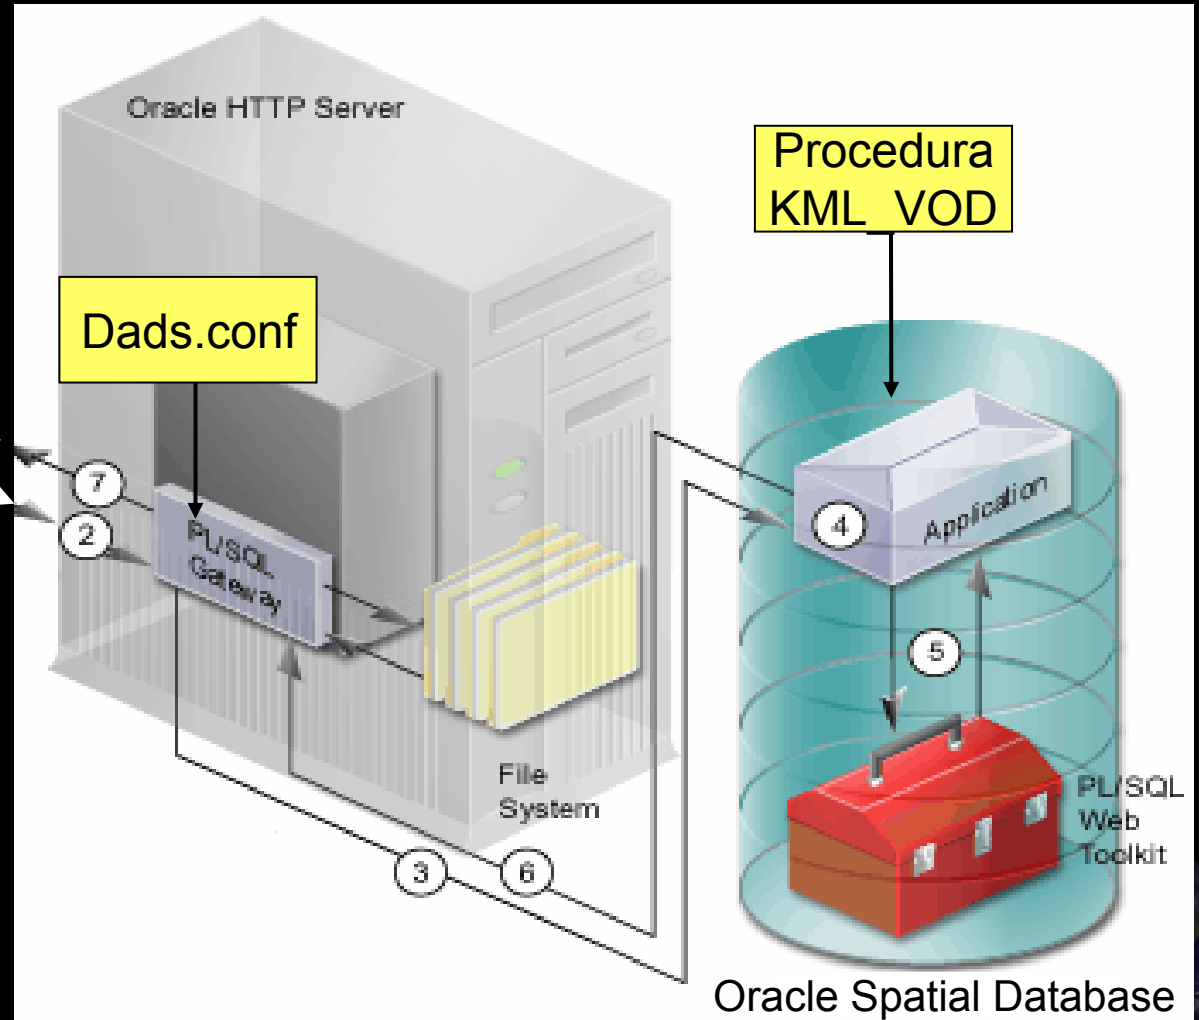 Oracle HTTP Server
Procedura
KML_VOD
Dads.conf
7
2
PL/SQL
Gateway
4
Application
5
File
System
PL/SQL
Web
Toolkit
3
6
Oracle Spatial Database